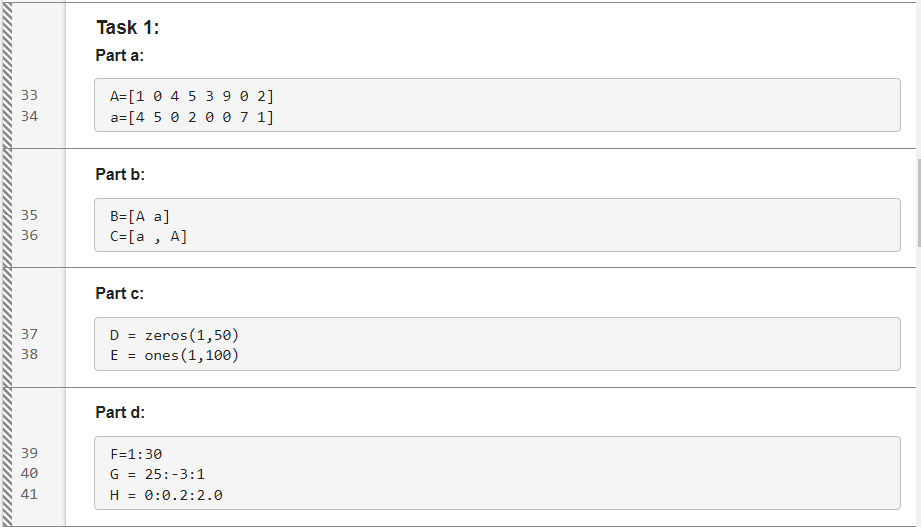 Task 1:
Part a:
33 A=[1 0 4 5 3 9 0 2]
34 a=[4 5 0 2 0 0 7 1]
Part b:
35 B=[A a]
36 C=[a , A]
Part c:
37 D = zeros(1,50)
38 E = ones(1,100)
Part d:
39 F=1:30
40 G = 25:-3:1
41 H = 0:0.2:2.0